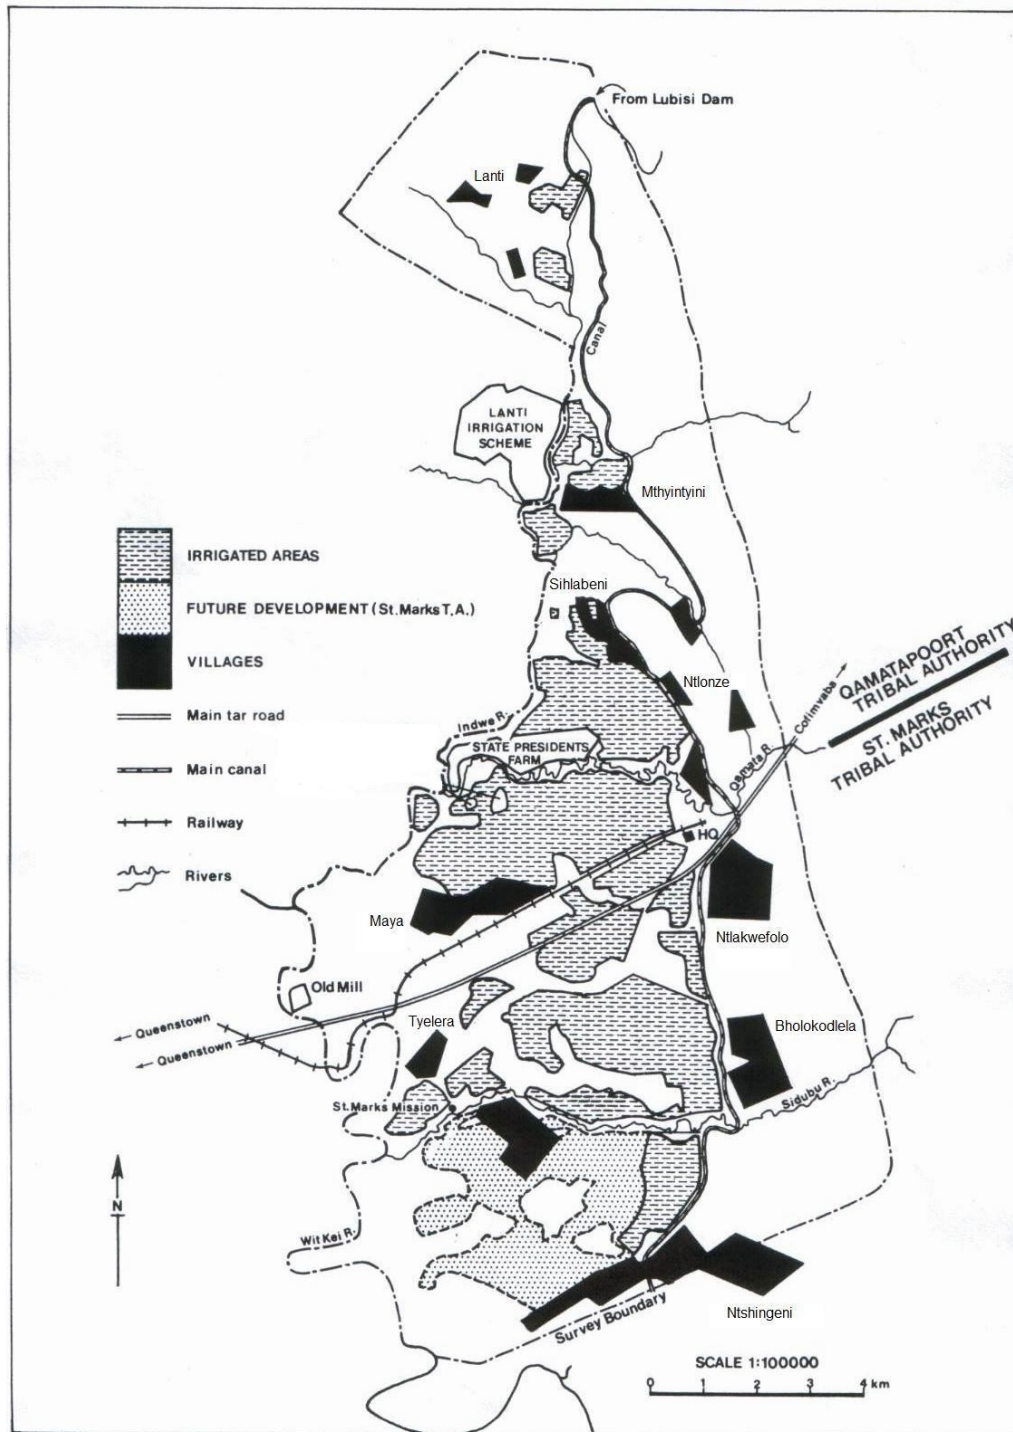 From Lubisi Dam
Lanti
Canal
LANTI
IRRIGATION
SCHEME
Mthyintyini
IRRIGATED AREAS
Sihlabeni
FUTURE DEVELOPMENT (St. Marks T, A.)
VILLAGES
Ntlonze
Main tar road
Indwe R.
STATE PRESIDENTS
FARM
Qamata R.
Cofimvaba
QAMATAPOORT
TRIBAL AUTHORITY
ST. MARKS
TRIBAL AUTHORITY
Main canal
Railway
HQ
Rivers
Maya
Ntlakwefolo
Old Mill
Queenstown
Queenstown
Tyelera
Bholokodlela
St. Marks Mission
Sidubu R.
N
Wit Kei R.
Survey Boundary
Ntshingeni
SCALE 1:100000
0 1 2 3 4 km